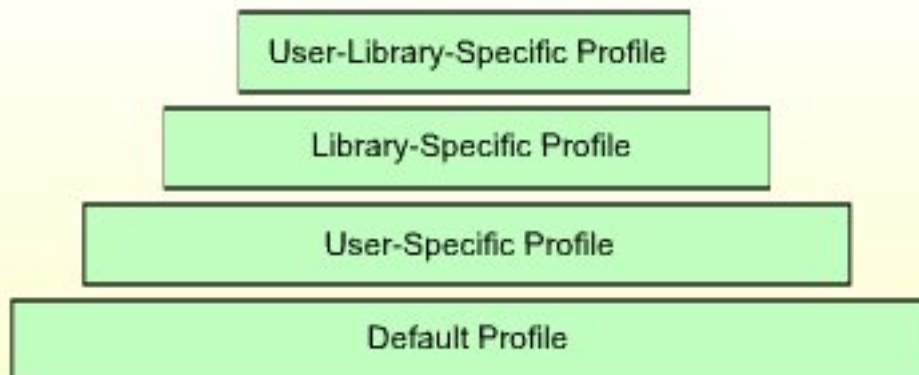 User-Library-Specific Profile
Library-Specific Profile
User-Specific Profile
Default Profile